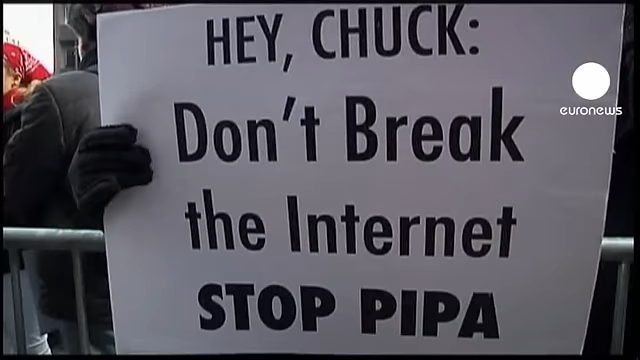 HEY, CHUCK:
Don't Break
the Internet
STOP PIPA
euronews